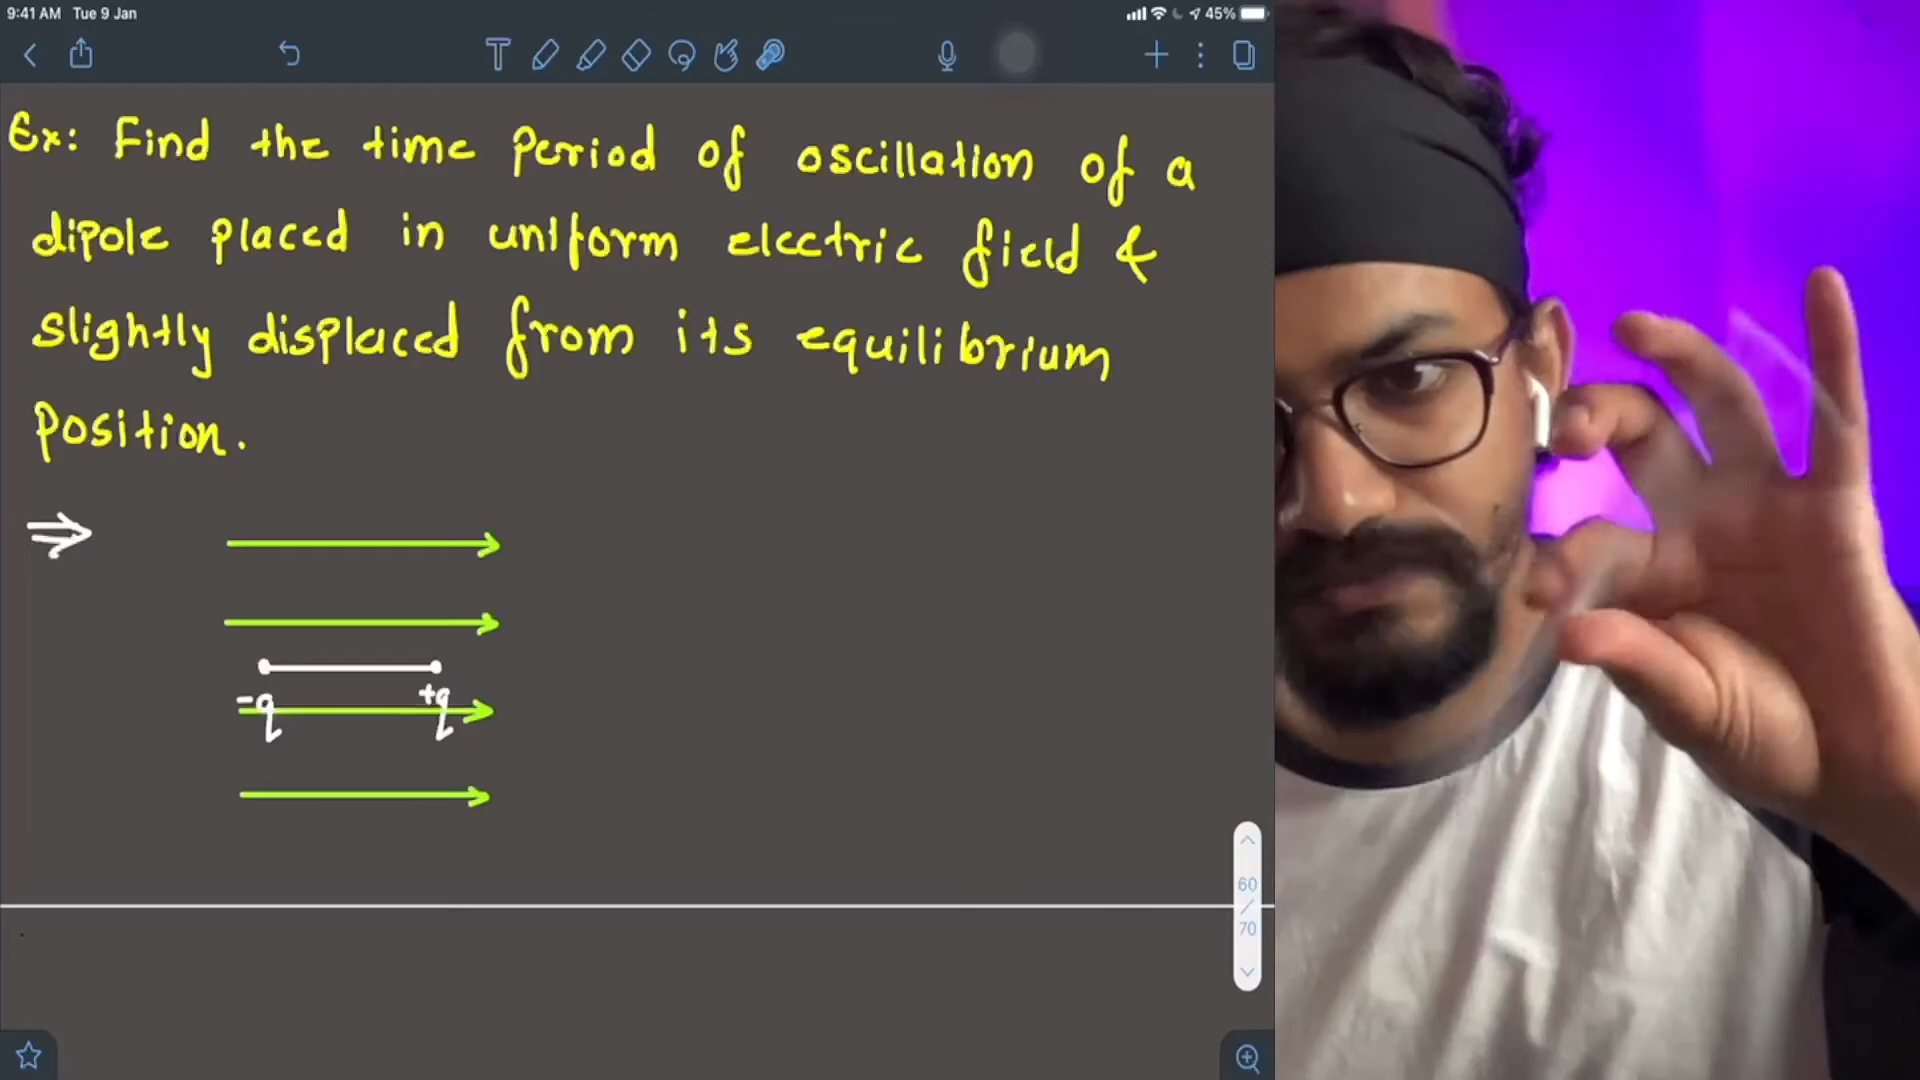 9:41 AM Tue 9 Jan
45%
Ex: Find the time period of oscillation of a
dipole placed in uniform electric field &
slightly displaced from its equilibrium
position.
⇒
-q +q
60
/
70